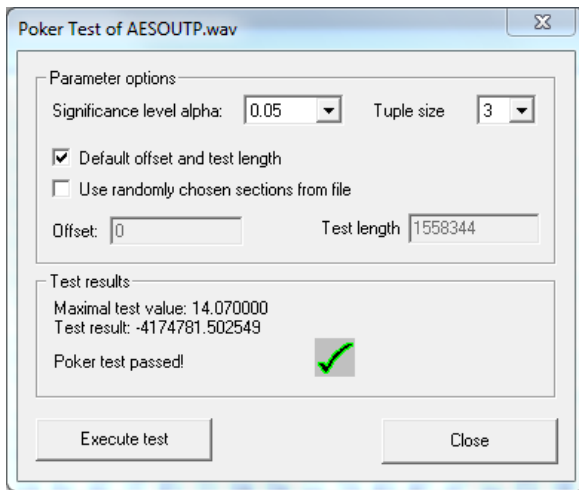 Poker Test of AESOUTP.wav
Parameter options
Significance level alpha: 0.05 Tuple size 3
Default offset and test length
Use randomly chosen sections from file
Offset: 0 Test length 1558344
Test results
Maximal test value: 14.070000
Test result: -4174781.502549
Poker test passed!
Execute test Close